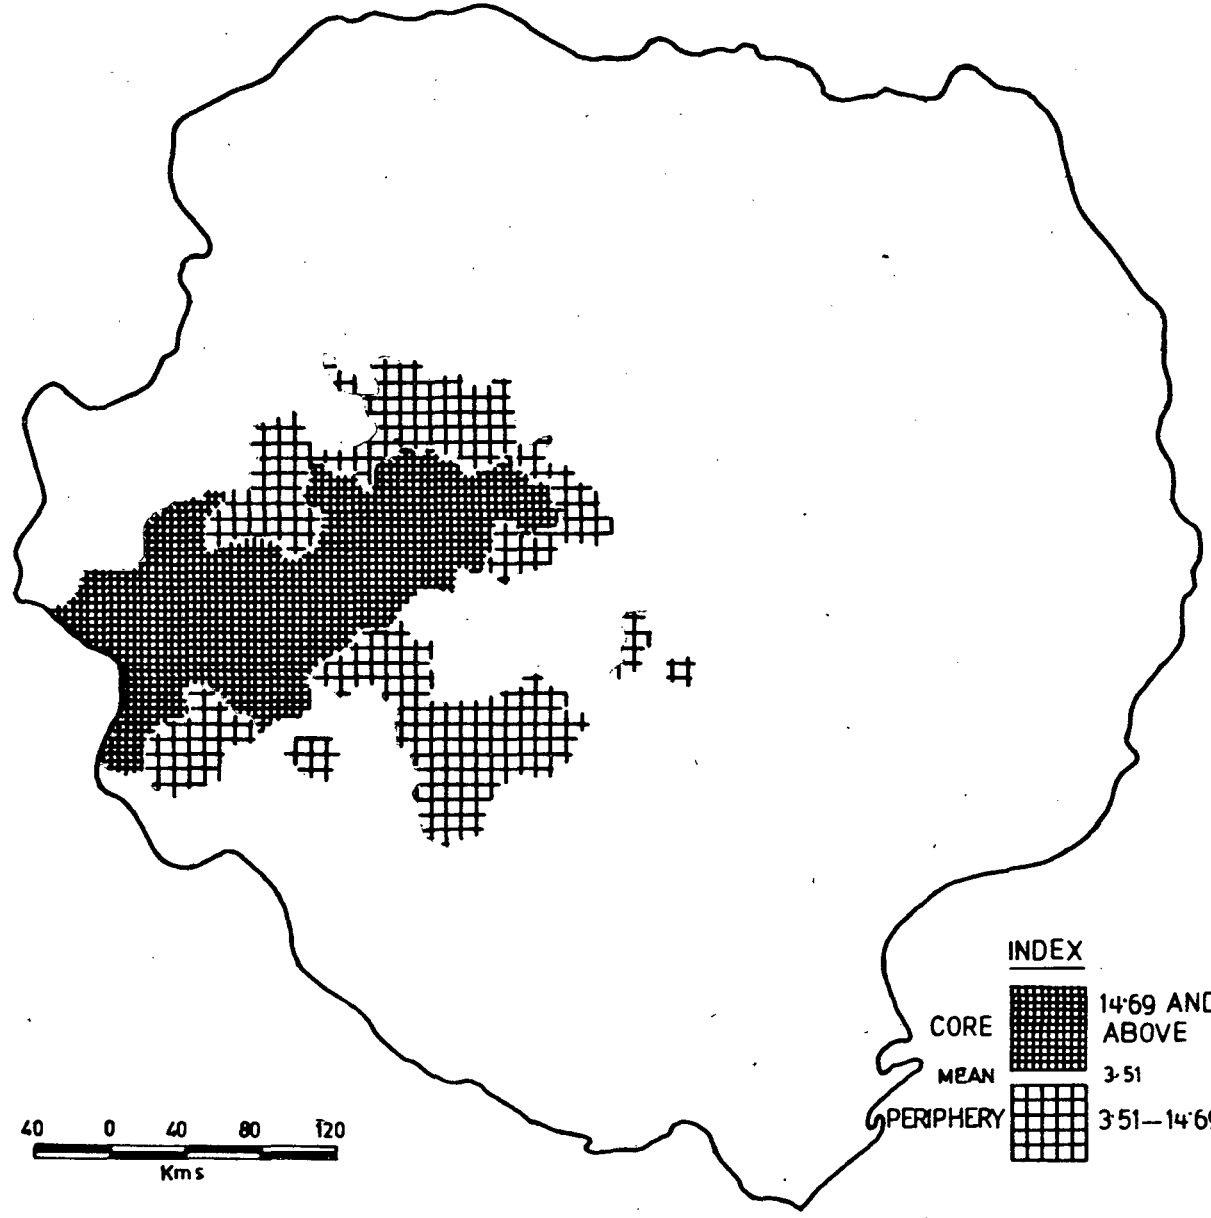 INDEX
CORE
14·69 AND
ABOVE
MEAN 3·51
PERIPHERY 3·51—14·69
40 0 40 80 120
Kms